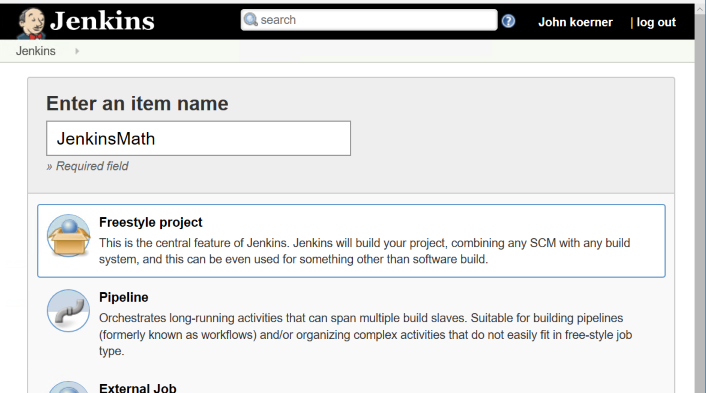 Jenkins
search
John koerner
| log out
Jenkins
Enter an item name
JenkinsMath
» Required field
Freestyle project
This is the central feature of Jenkins. Jenkins will build your project, combining any SCM with any build
system, and this can be even used for something other than software build.
Pipeline
Orchestrates long-running activities that can span multiple build slaves. Suitable for building pipelines
(formerly known as workflows) and/or organizing complex activities that do not easily fit in free-style job
type.
External Job